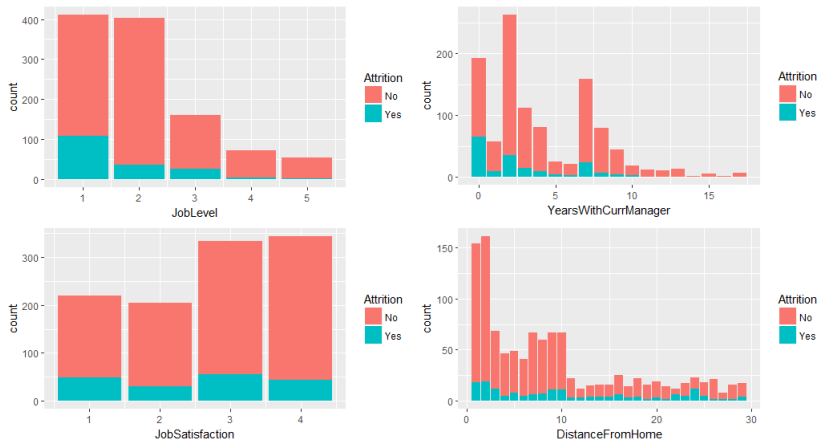 count
400
300
200
100
0
1 2 3 4 5
JobLevel
Attrition
No
Yes
count
200
100
0
0 5 10 15
YearsWithCurrManager
Attrition
No
Yes
count
300
200
100
0
1 2 3 4
JobSatisfaction
Attrition
No
Yes
count
150
100
50
0
0 10 20 30
DistanceFromHome
Attrition
No
Yes